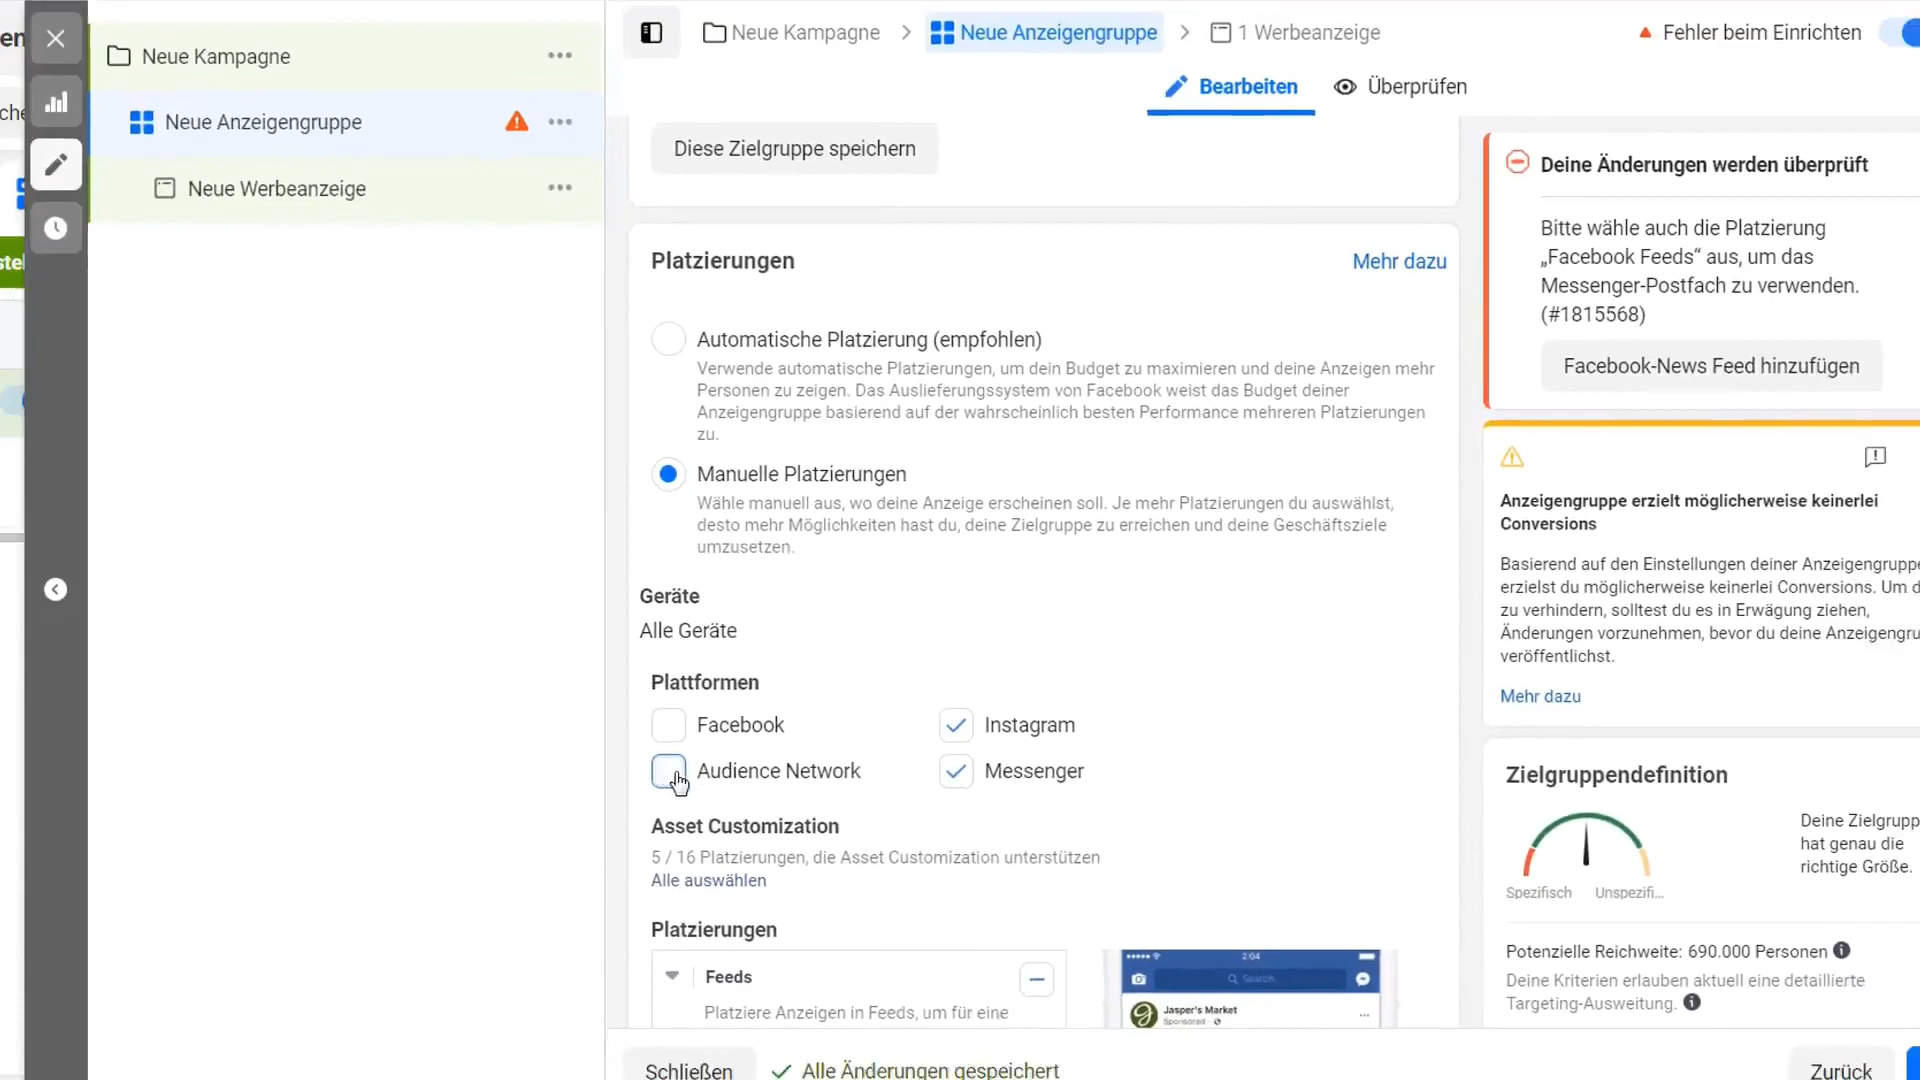 en
che
stel
Neue Kampagne
Neue Anzeigengruppe
Neue Werbeanzeige
Neue Kampagne > Neue Anzeigengruppe > 1 Werbeanzeige
Fehler beim Einrichten
Bearbeiten
Überprüfen
Diese Zielgruppe speichern
Platzierungen
Mehr dazu
Automatische Platzierung (empfohlen)
Verwende automatische Platzierungen, um dein Budget zu maximieren und deine Anzeigen mehr
Personen zu zeigen. Das Auslieferungssystem von Facebook weist das Budget deiner
Anzeigengruppe basierend auf der wahrscheinlich besten Performance mehreren Platzierungen
zu.
Manuelle Platzierungen
Wähle manuell aus, wo deine Anzeige erscheinen soll. Je mehr Platzierungen du auswählst,
desto mehr Möglichkeiten hast du, deine Zielgruppe zu erreichen und deine Geschäftsziele
umzusetzen.
Geräte
Alle Geräte
Plattformen
Facebook
Instagram
Audience Network
Messenger
Asset Customization
5 / 16 Platzierungen, die Asset Customization unterstützen
Alle auswählen
Platzierungen
Feeds
Platziere Anzeigen in Feeds, um für eine
2:04
Search
Jasper's Market
Sponsored
Schließen
Alle Änderungen gespeichert
Zurück
Deine Änderungen werden überprüft
Bitte wähle auch die Platzierung
„Facebook Feeds“ aus, um das
Messenger-Postfach zu verwenden.
(#1815568)
Facebook-News Feed hinzufügen
Anzeigengruppe erzielt möglicherweise keinerlei
Conversions
Basierend auf den Einstellungen deiner Anzeigengruppe
erzielst du möglicherweise keinerlei Conversions. Um d
zu verhindern, solltest du es in Erwägung ziehen,
Änderungen vorzunehmen, bevor du deine Anzeigengru
veröffentlichst.
Mehr dazu
Zielgruppendefinition
Deine Zielgrupp
hat genau die
richtige Größe.
Spezifisch
Unspezifi...
Potenzielle Reichweite: 690.000 Personen
Deine Kriterien erlauben aktuell eine detaillierte
Targeting-Ausweitung.